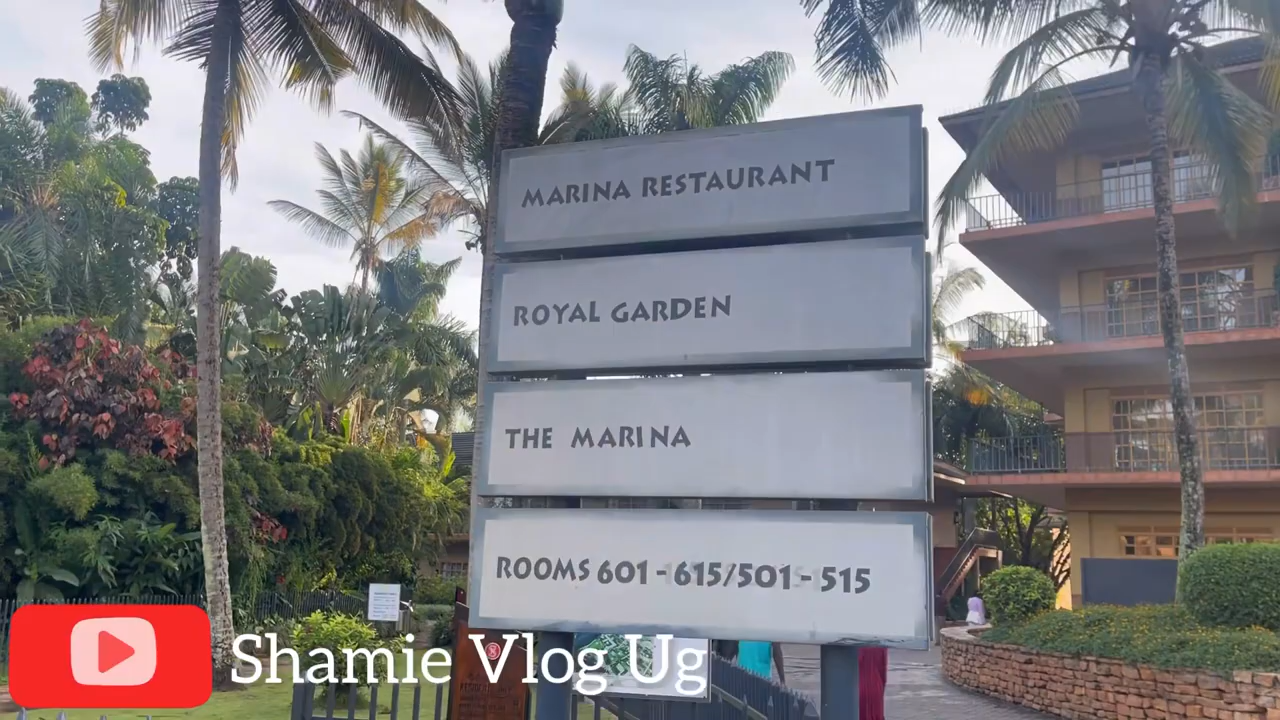 MARINA RESTAURANT
ROYAL GARDEN
THE MARINA
ROOMS 601 - 615/501 - 515
Shamie Vlog Ug